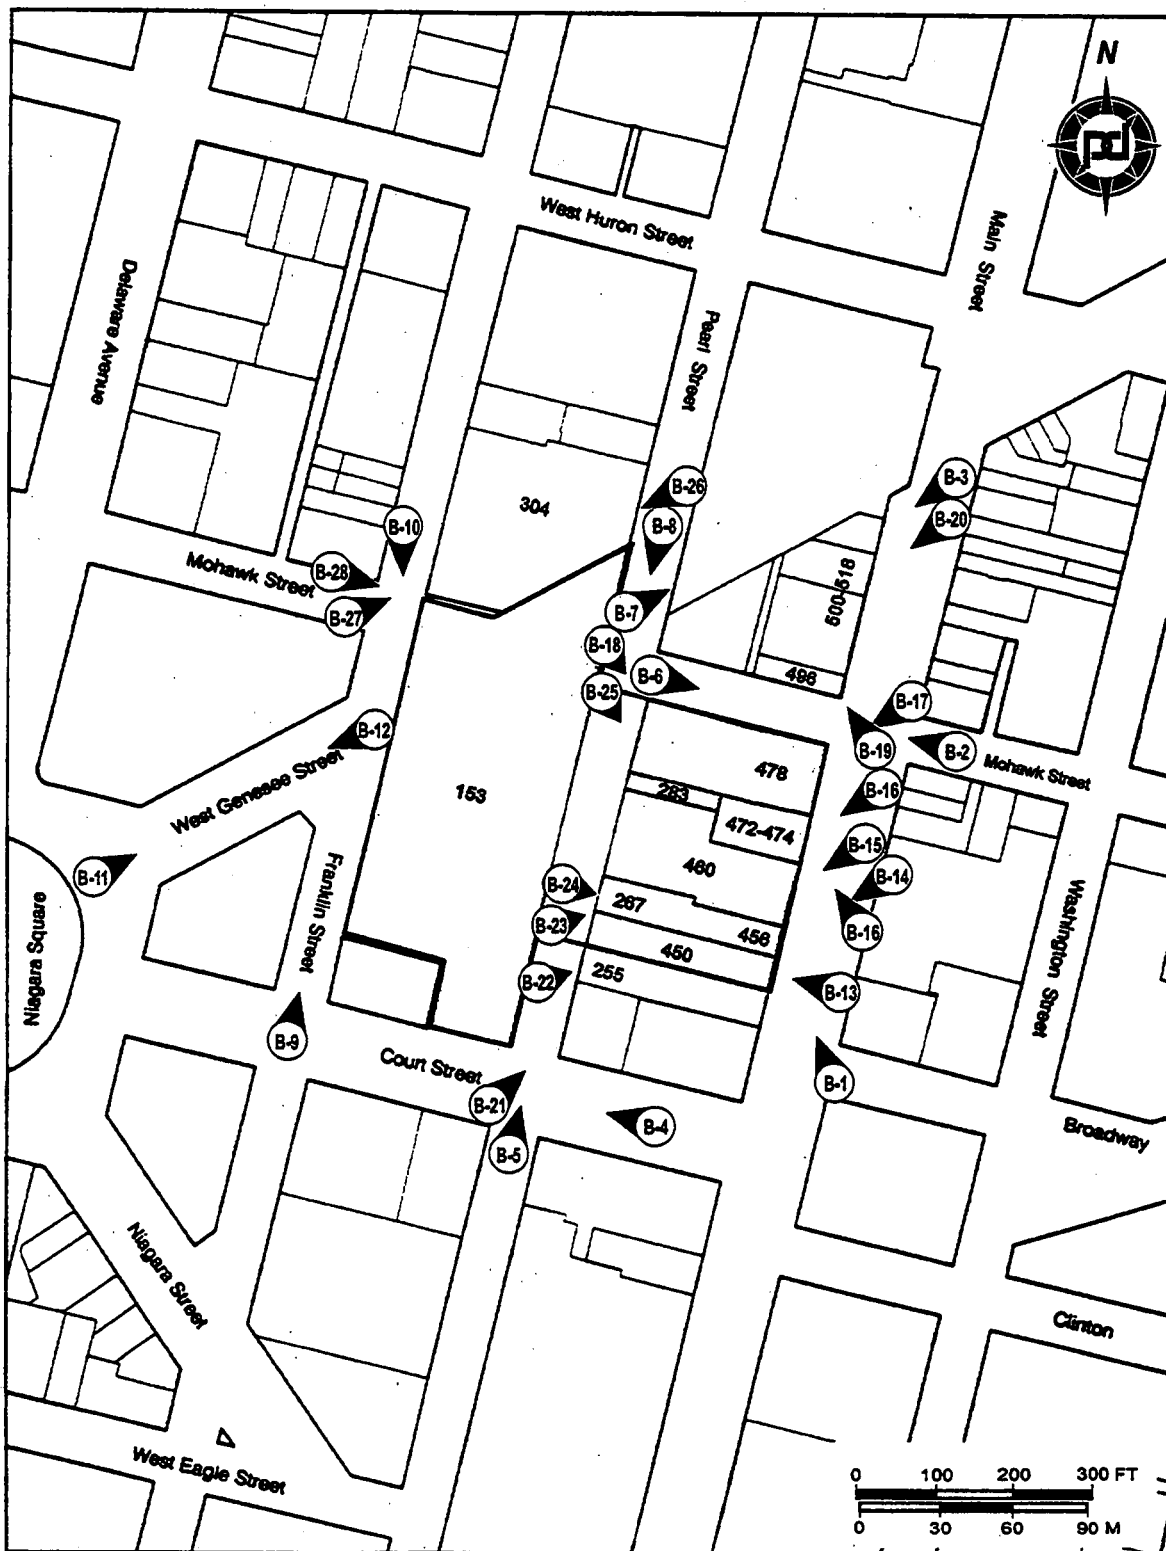 N
pd
West Huron Street
Main Street
Delaware Avenue
Pearl Street
B-3
B-26
B-20
304
B-8
B-10
500-518
Mohawk Street
B-28
B-27
B-7
B-18
B-6
496
B-25
B-17
B-12
B-19
B-2
Mohawk Street
478
West Genesee Street
153
283
B-16
472-474
B-15
460
B-11
B-24
B-14
267
Niagara Square
Franklin Street
B-23
456
B-16
Washington Street
450
B-22
255
B-13
B-9
Court Street
B-1
B-21
B-4
Broadway
B-5
Niagara Street
Clinton
West Eagle Street
0 100 200 300 FT
0 30 60 90 M